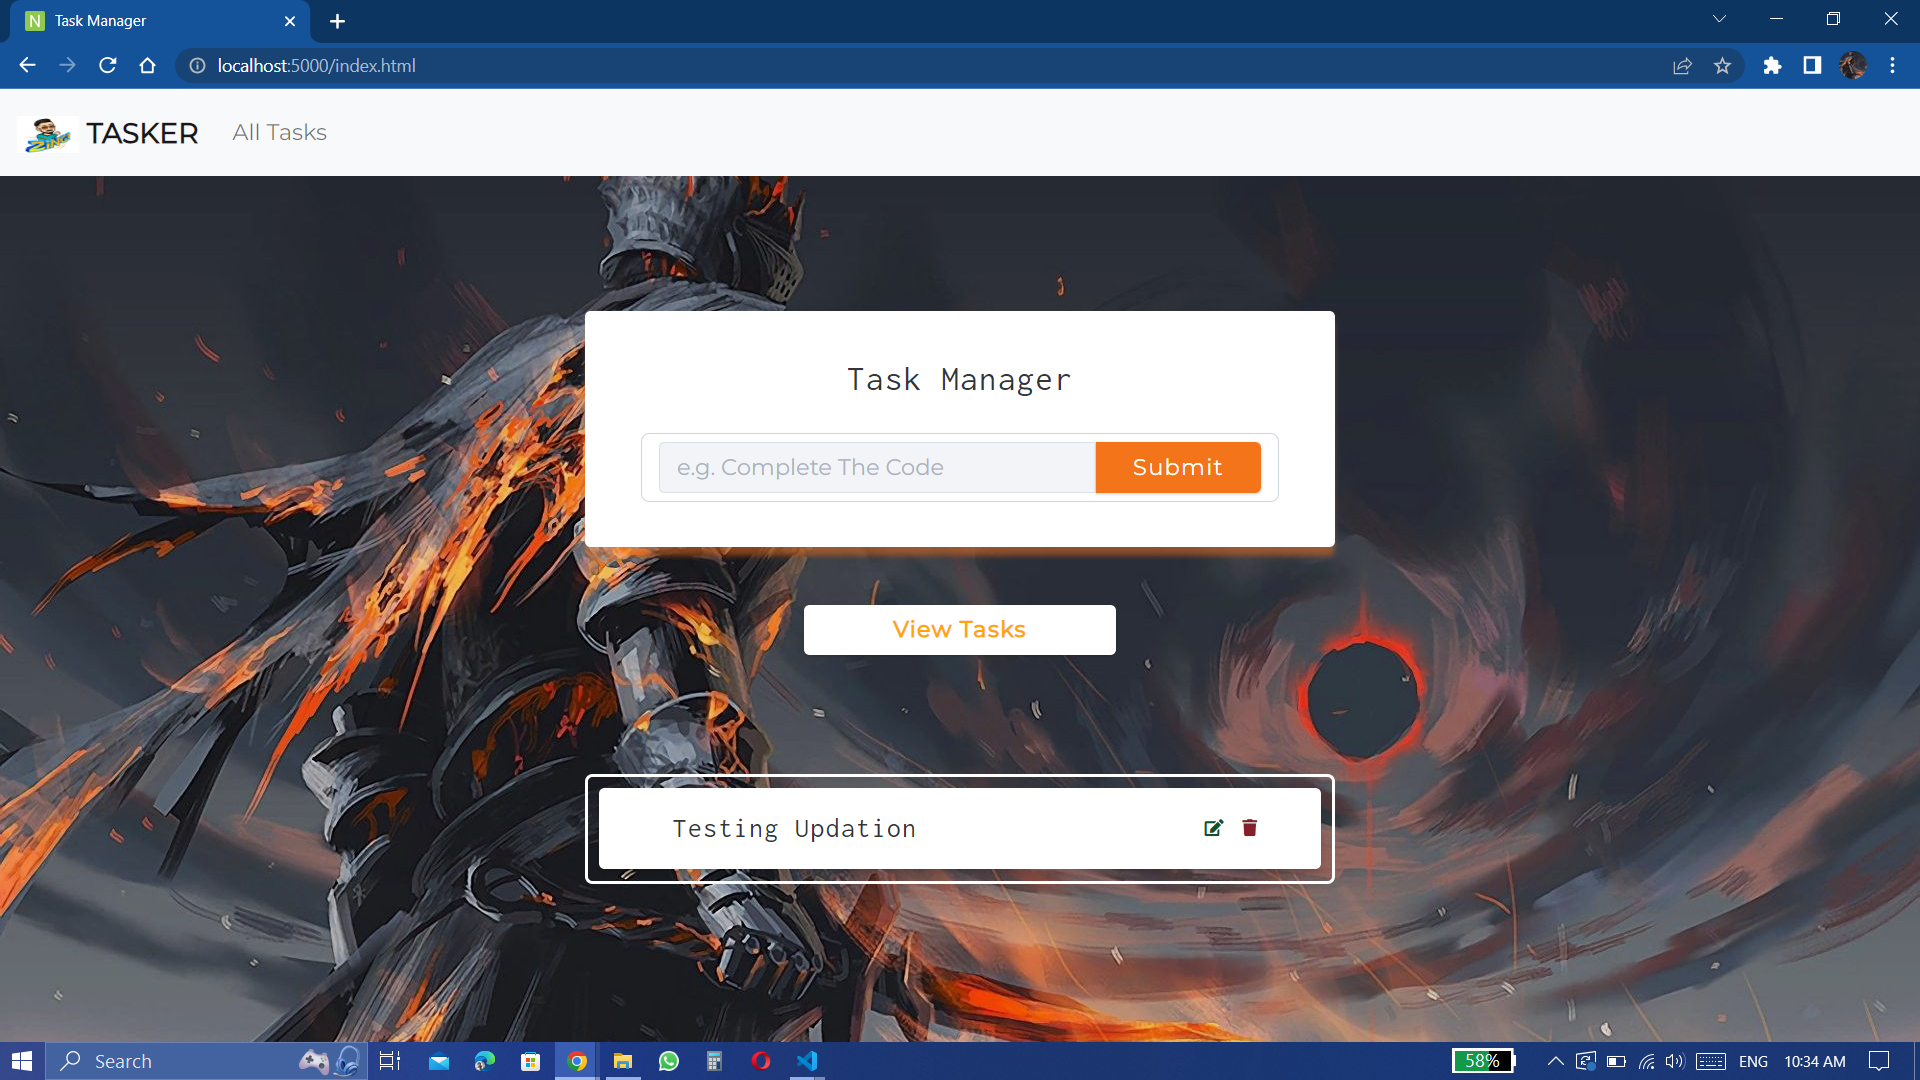 N Task Manager
localhost:5000/index.html
ZING TASKER All Tasks
Task Manager
e.g. Complete The Code Submit
View Tasks
Testing Updation
Search 58% ENG 10:34 AM